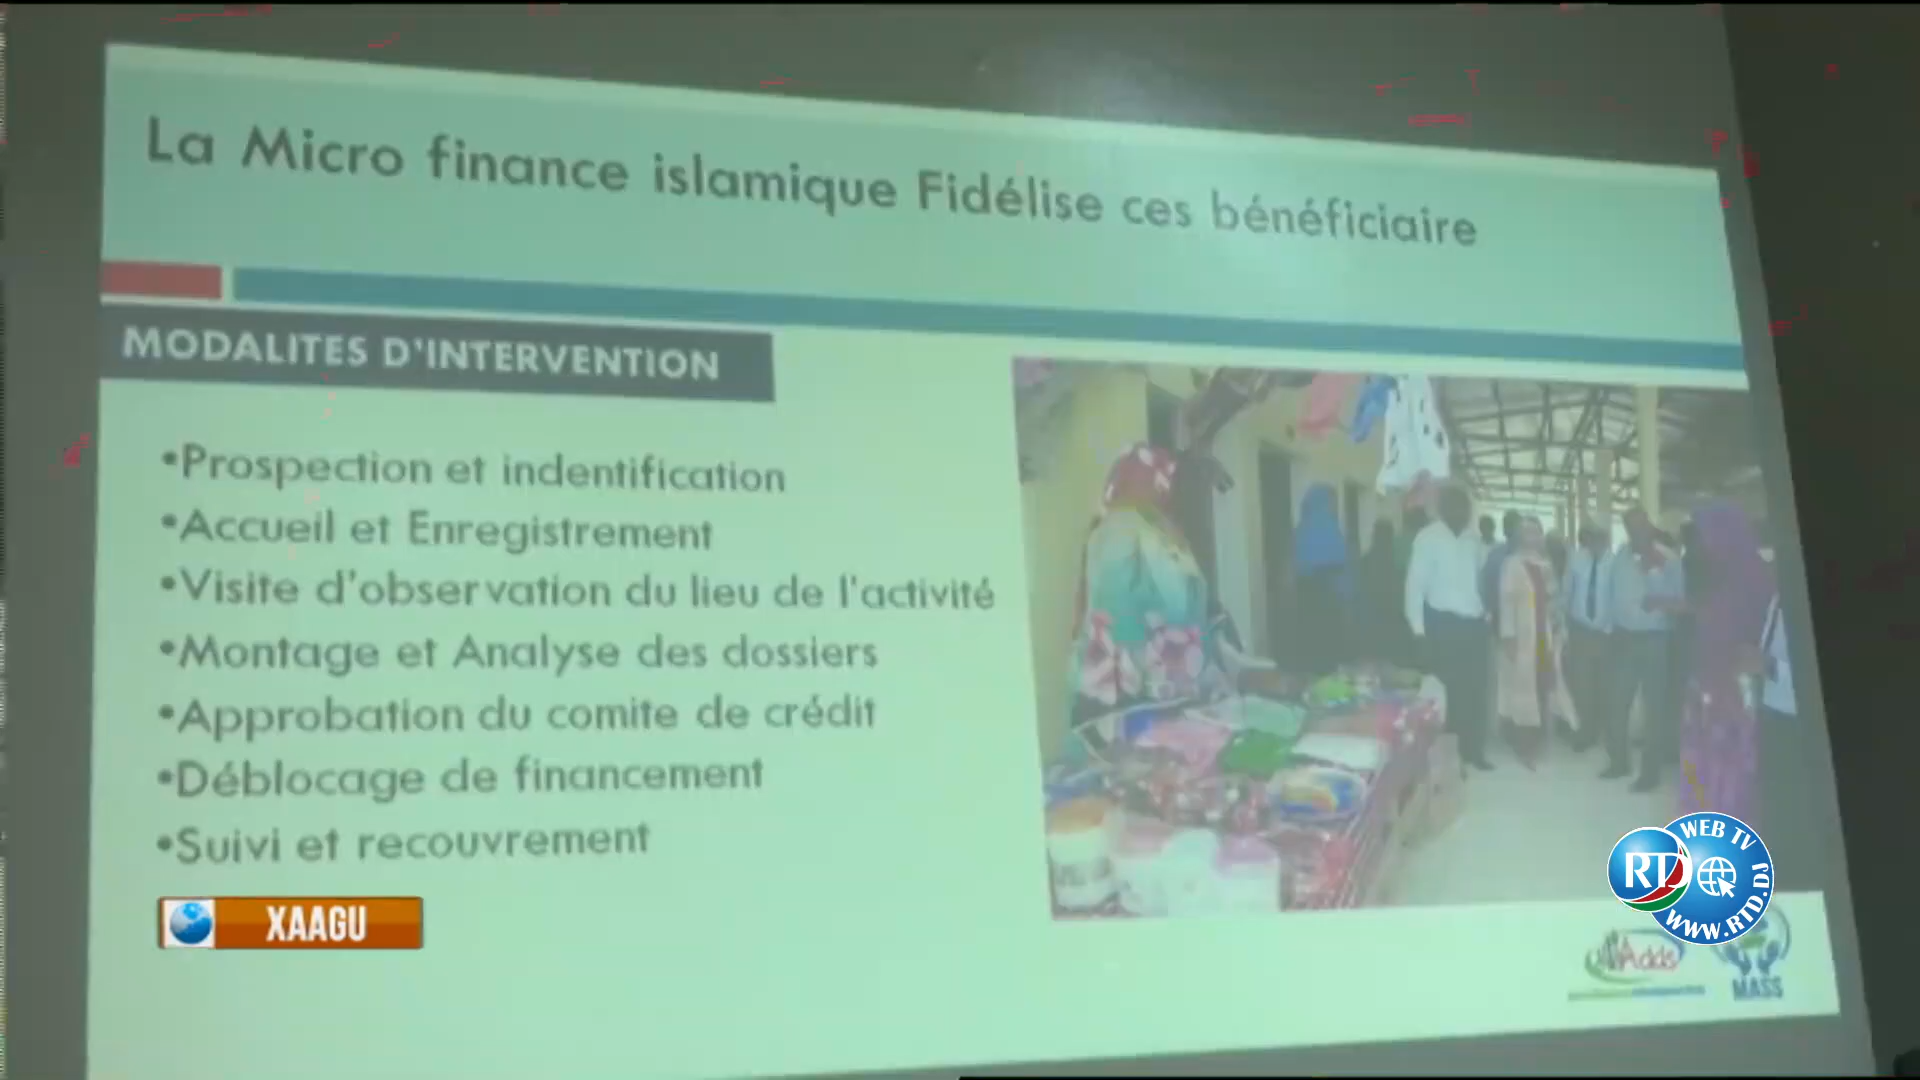 La Micro finance islamique Fidélise ces bénéficiaire
MODALITES D'INTERVENTION
•Prospection et indentification
•Accueil et Enregistrement
•Visite d'observation du lieu de l'activité
•Montage et Analyse des dossiers
•Approbation du comite de crédit
•Déblocage de financement
•Suivi et recouvrement
XAAGU
WEB TV
RTD
WWW.RTD.DJ
Adds
MASS